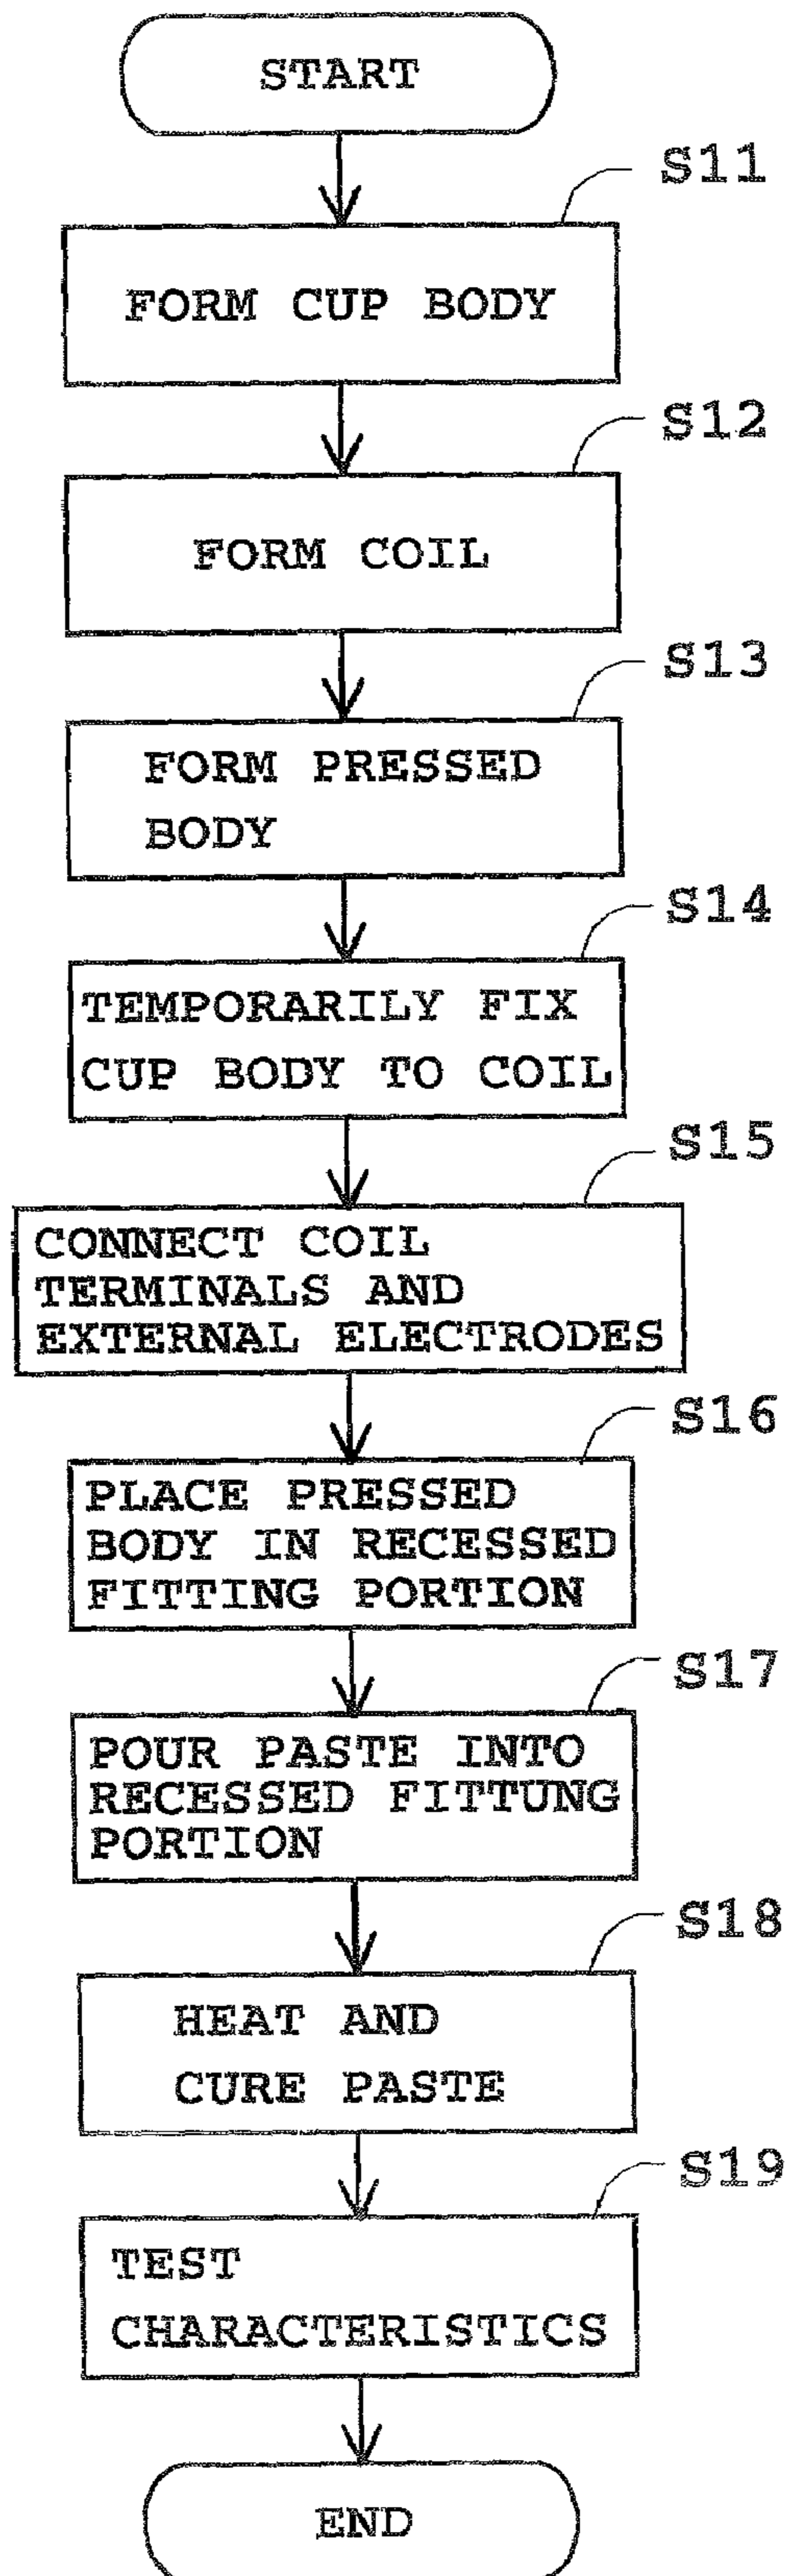 START
S11
FORM CUP BODY
S12
FORM COIL
S13
FORM PRESSED
BODY
S14
TEMPORARILY FIX
CUP BODY TO COIL
S15
CONNECT COIL
TERMINALS AND
EXTERNAL ELECTRODES
S16
PLACE PRESSED
BODY IN RECESSED
FITTING PORTION
S17
POUR PASTE INTO
RECESSED FITTUNG
PORTION
S18
HEAT AND
CURE PASTE
S19
TEST
CHARACTERISTICS
END